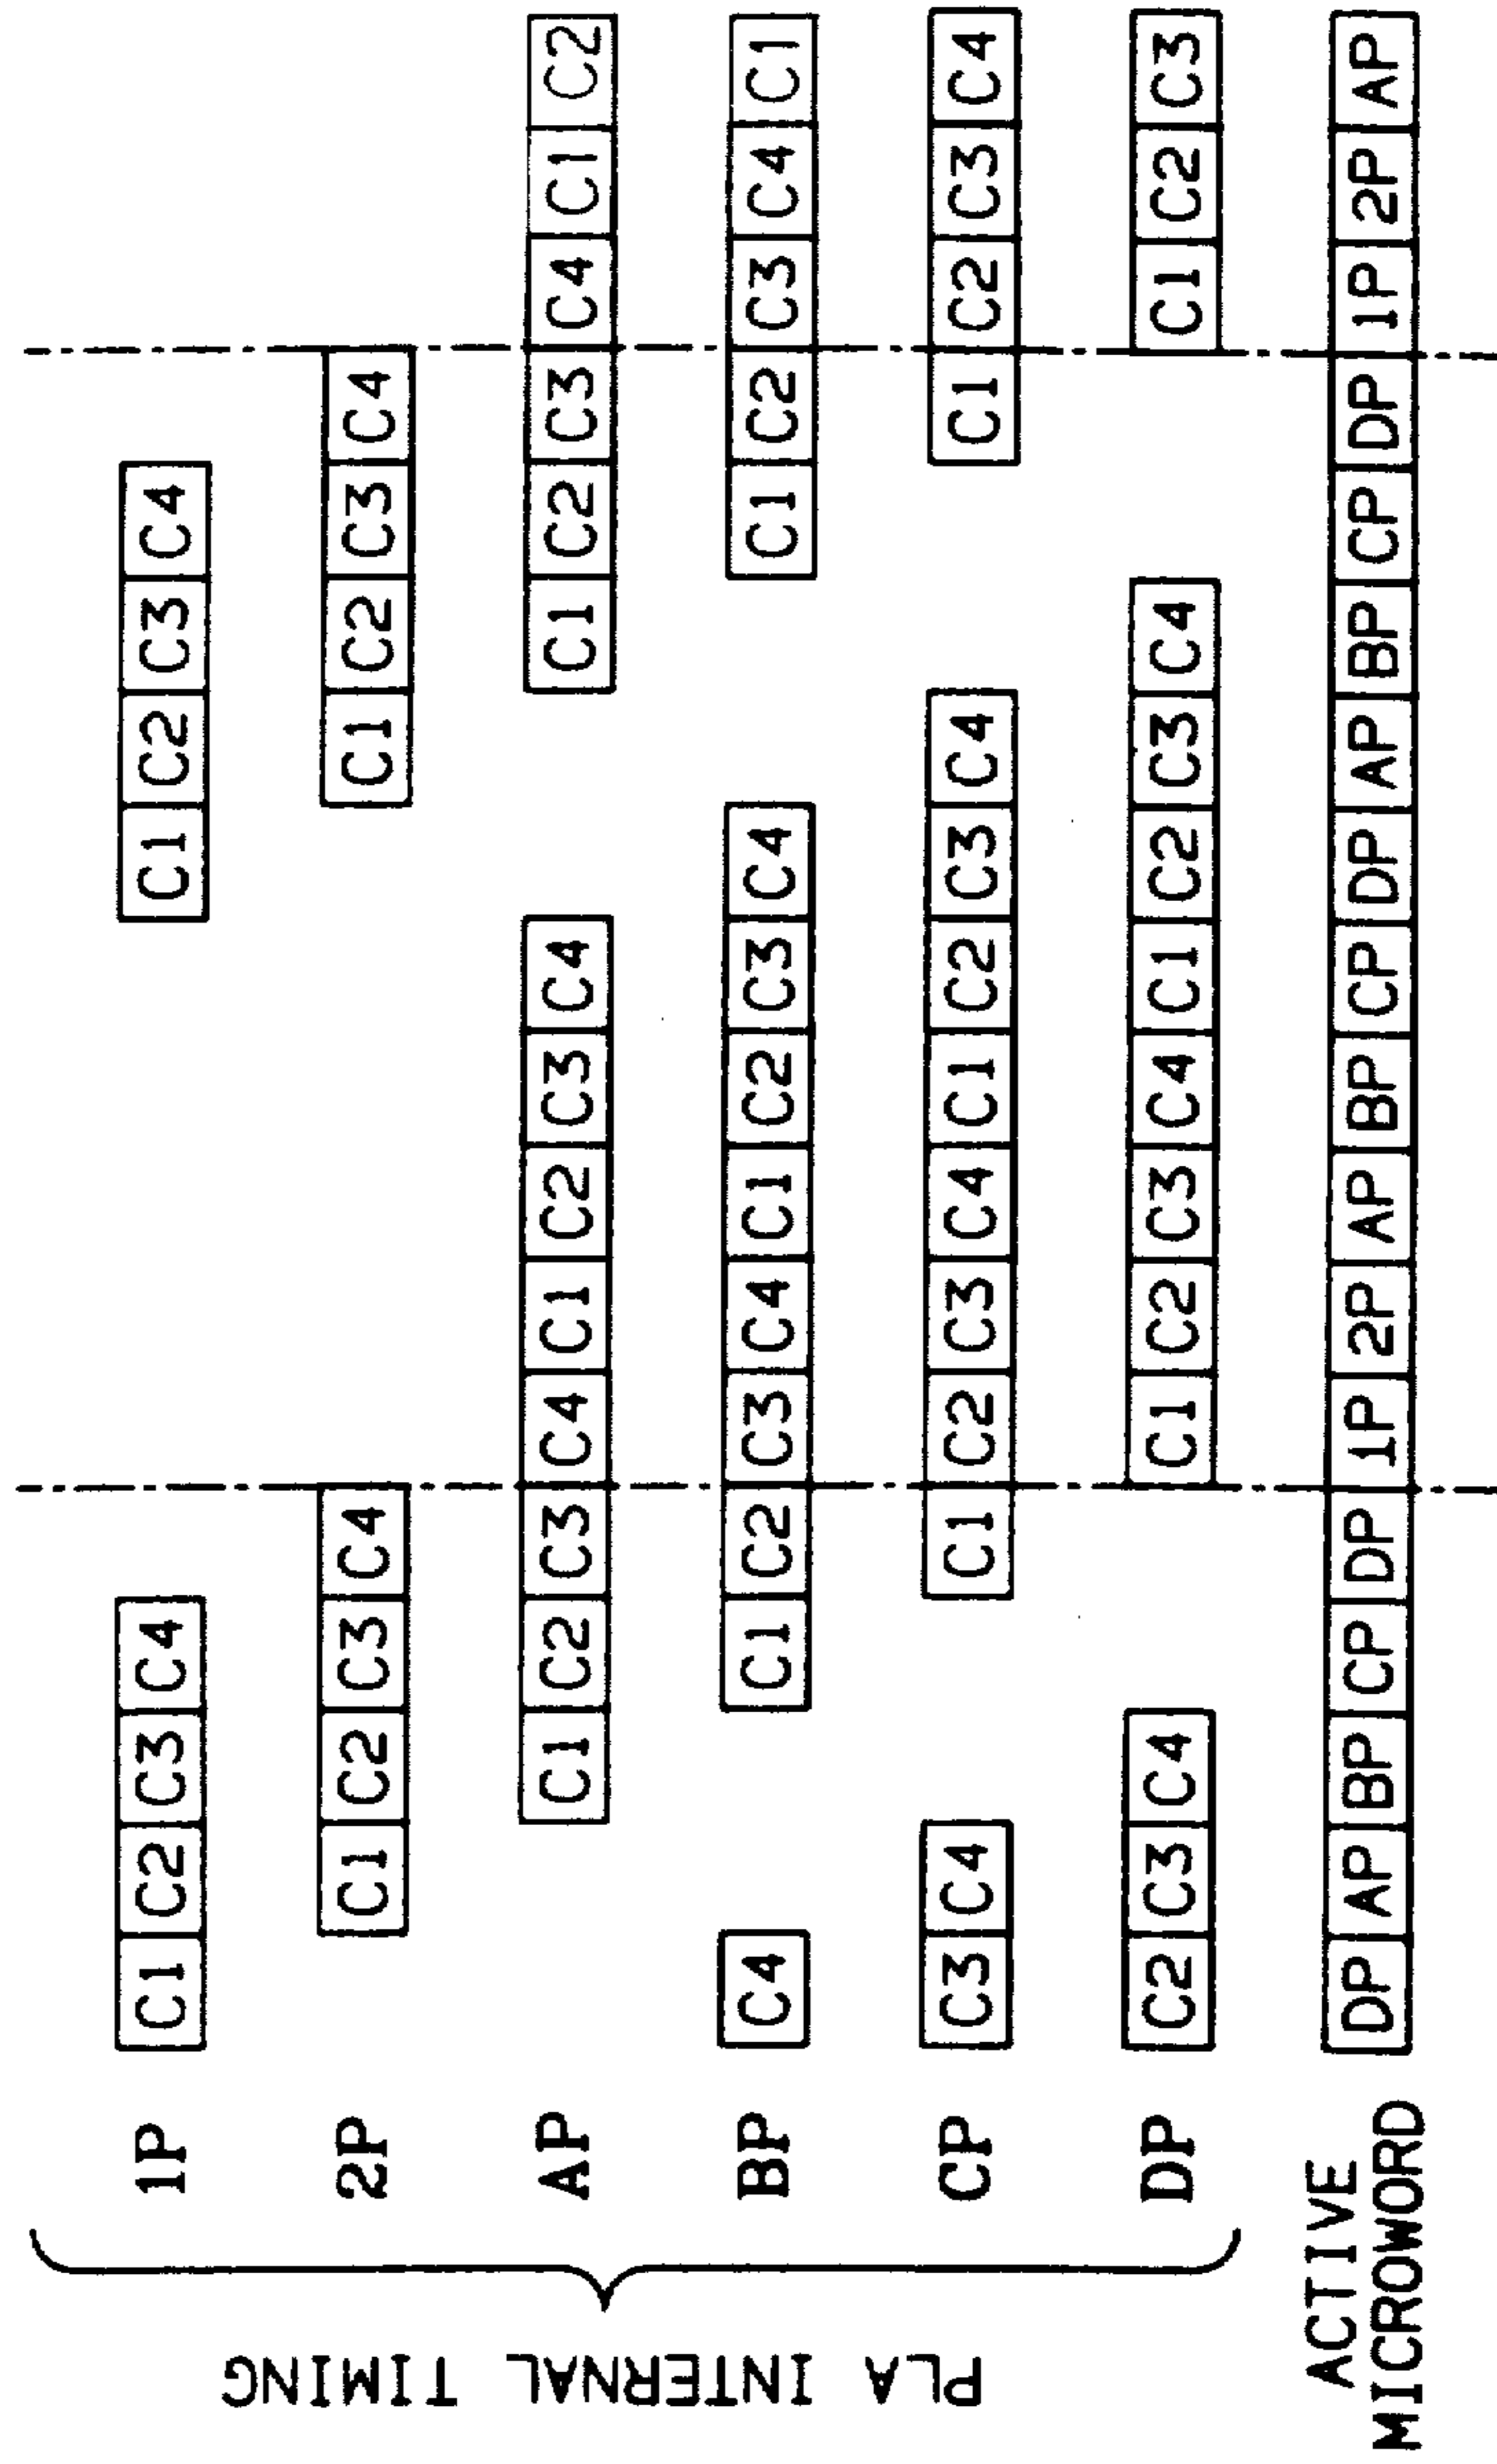 PLA INTERNAL TIMING
1P C1 C2 C3 C4 C1 C2 C3 C4
2P C1 C2 C3 C4 C1 C2 C3 C4
AP C1 C2 C3 C4 C1 C2 C3 C4 C1 C2 C3 C4 C1 C2
BP C4 C1 C2 C3 C4 C1 C2 C3 C4 C1 C2 C3 C4 C1
CP C3 C4 C1 C2 C3 C4 C1 C2 C3 C4 C1 C2 C3 C4
DP C2 C3 C4 C1 C2 C3 C4 C1 C2 C3 C4 C1 C2 C3
ACTIVE
MICROWORD DP AP BP CP DP 1P 2P AP BP CP DP AP BP CP DP 1P 2P AP